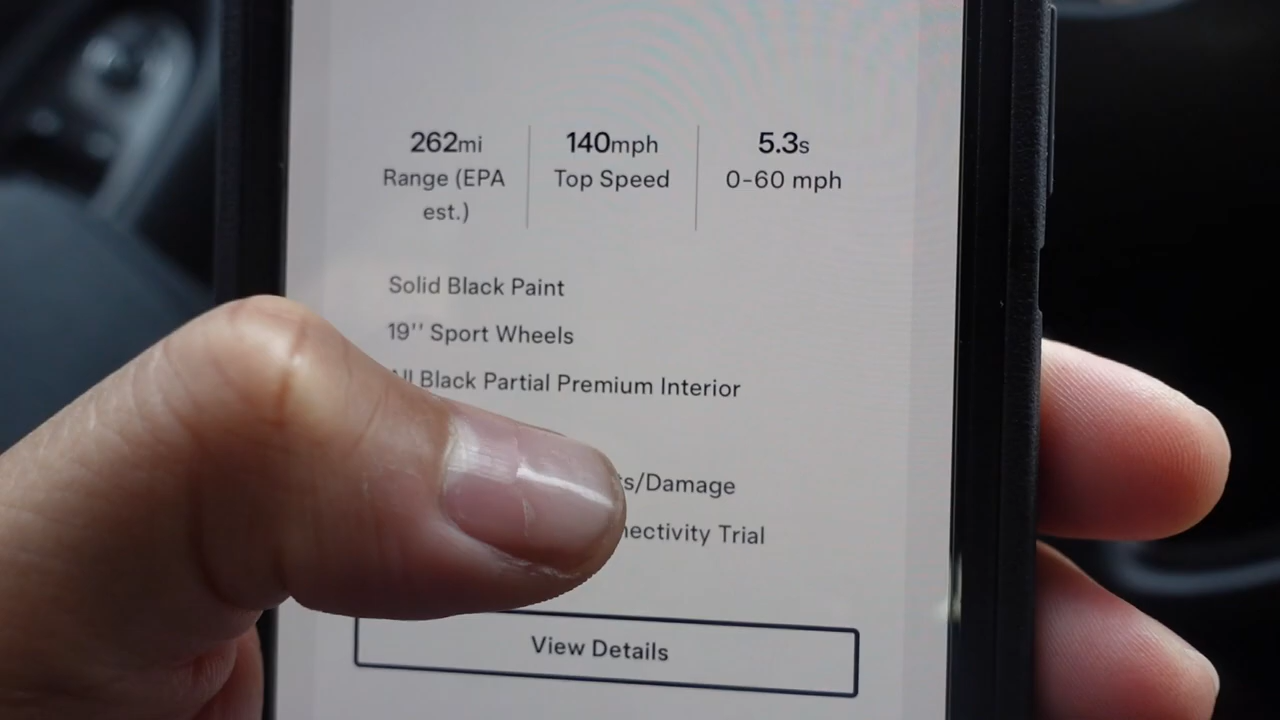 262mi
Range (EPA
est.)
140mph
Top Speed
5.3s
0-60 mph
Solid Black Paint
19'' Sport Wheels
All Black Partial Premium Interior
s/Damage
nectivity Trial
View Details